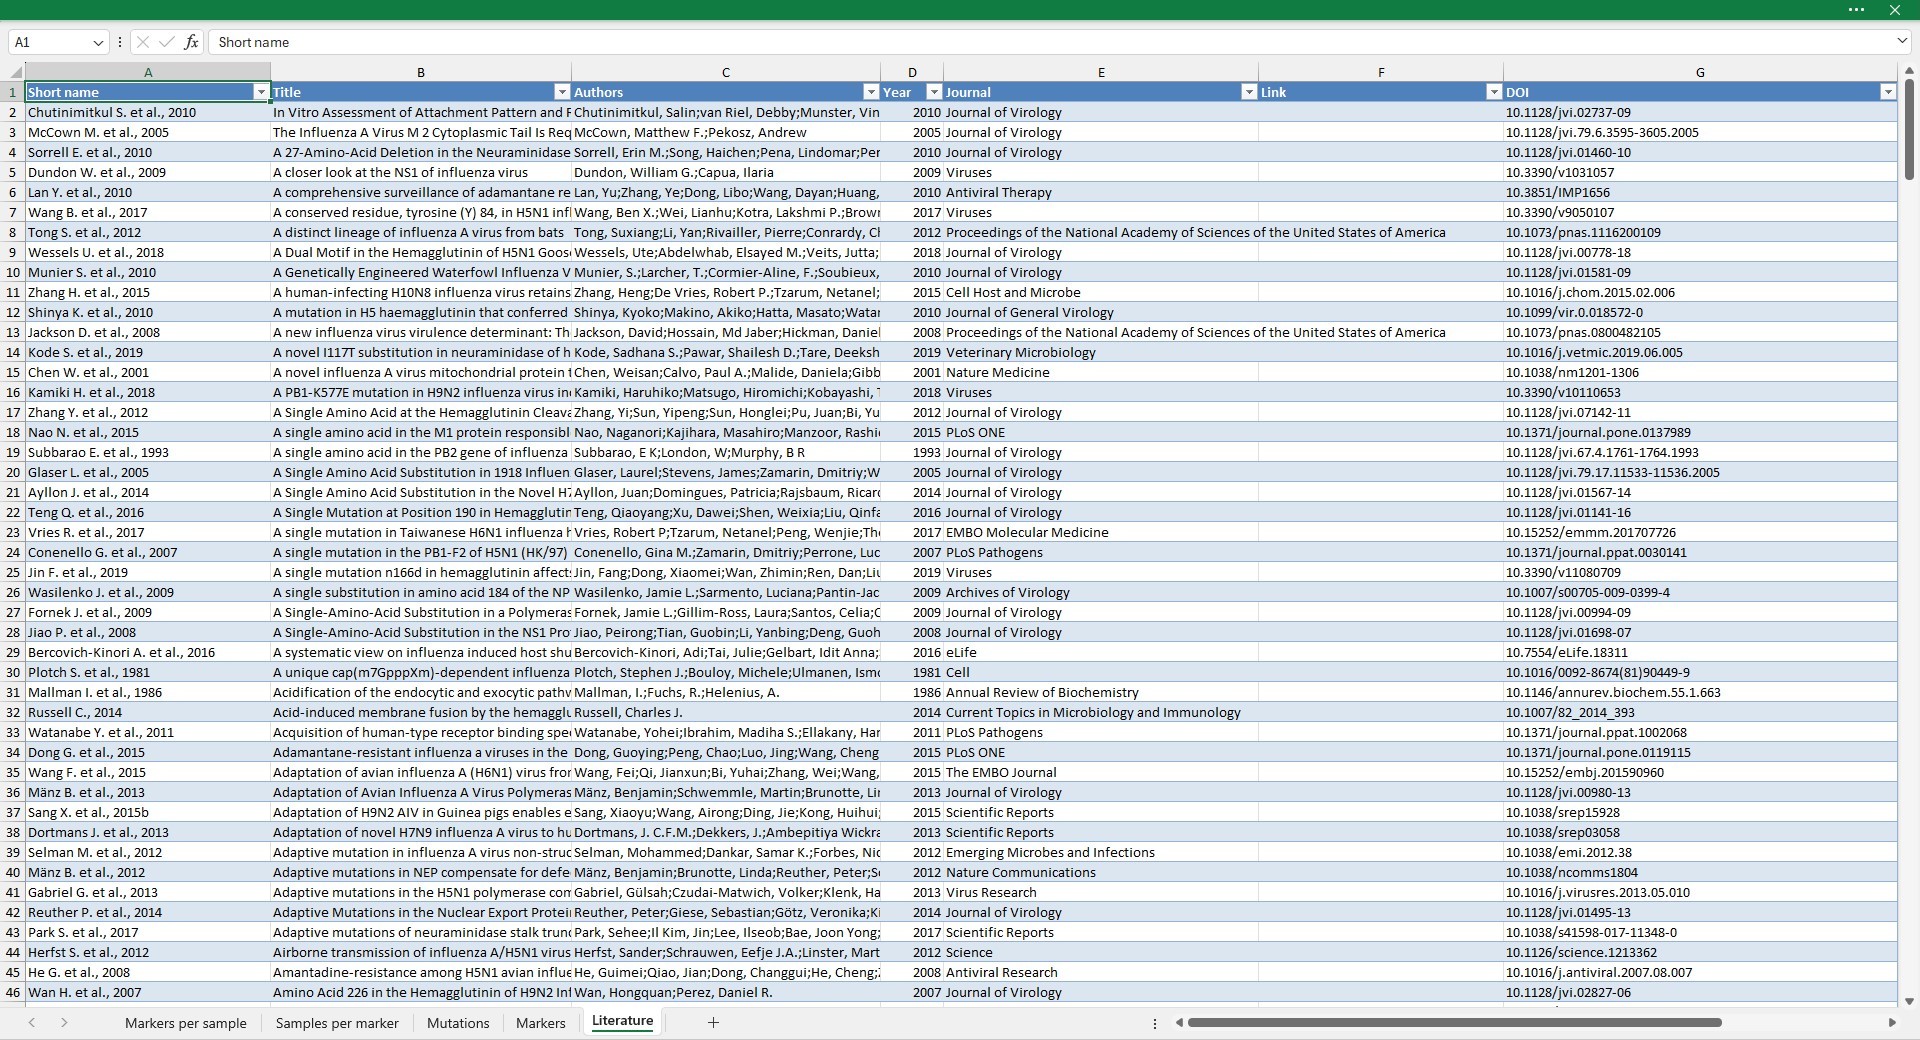 A1 fx Short name
A B C D E F G
1 Short name Title Authors Year Journal Link DOI
2 Chutinimitkul S. et al., 2010 In Vitro Assessment of Attachment Pattern and Chutinimitkul, Salin;van Riel, Debby;Munster, Vin 2010 Journal of Virology 10.1128/jvi.02737-09
3 McCown M. et al., 2005 The Influenza A Virus M 2 Cytoplasmic Tail Is Req McCown, Matthew F.;Pekosz, Andrew 2005 Journal of Virology 10.1128/jvi.79.6.3595-3605.2005
4 Sorrell E. et al., 2010 A 27-Amino-Acid Deletion in the Neuraminidase Sorrell, Erin M.;Song, Haichen;Pena, Lindomar;Per 2010 Journal of Virology 10.1128/jvi.01460-10
5 Dundon W. et al., 2009 A closer look at the NS1 of influenza virus Dundon, William G.;Capua, Ilaria 2009 Viruses 10.3390/v1031057
6 Lan Y. et al., 2010 A comprehensive surveillance of adamantane re Lan, Yu;Zhang, Ye;Dong, Libo;Wang, Dayan;Huang, 2010 Antiviral Therapy 10.3851/IMP1656
7 Wang B. et al., 2017 A conserved residue, tyrosine (Y) 84, in H5N1 infl Wang, Ben X.;Wei, Lianhu;Kotra, Lakshmi P.;Brown 2017 Viruses 10.3390/v9050107
8 Tong S. et al., 2012 A distinct lineage of influenza A virus from bats Tong, Suxiang;Li, Yan;Rivailler, Pierre;Conrardy, Ch 2012 Proceedings of the National Academy of Sciences of the United States of America 10.1073/pnas.1116200109
9 Wessels U. et al., 2018 A Dual Motif in the Hemagglutinin of H5N1 Goos Wessels, Ute;Abdelwhab, Elsayed M.;Veits, Jutta; 2018 Journal of Virology 10.1128/jvi.00778-18
10 Munier S. et al., 2010 A Genetically Engineered Waterfowl Influenza V Munier, S.;Larcher, T.;Cormier-Aline, F.;Soubieux, 2010 Journal of Virology 10.1128/jvi.01581-09
11 Zhang H. et al., 2015 A human-infecting H10N8 influenza virus retains Zhang, Heng;De Vries, Robert P.;Tzarum, Netanel; 2015 Cell Host and Microbe 10.1016/j.chom.2015.02.006
12 Shinya K. et al., 2010 A mutation in H5 haemagglutinin that conferred Shinya, Kyoko;Makino, Akiko;Hatta, Masato;Watar 2010 Journal of General Virology 10.1099/vir.0.018572-0
13 Jackson D. et al., 2008 A new influenza virus virulence determinant: Th Jackson, David;Hossain, Md Jaber;Hickman, Daniel 2008 Proceedings of the National Academy of Sciences of the United States of America 10.1073/pnas.0800482105
14 Kode S. et al., 2019 A novel I117T substitution in neuraminidase of h Kode, Sadhana S.;Pawar, Shailesh D.;Tare, Deeksh 2019 Veterinary Microbiology 10.1016/j.vetmic.2019.06.005
15 Chen W. et al., 2001 A novel influenza A virus mitochondrial protein t Chen, Weisan;Calvo, Paul A.;Malide, Daniela;Gibb 2001 Nature Medicine 10.1038/nm1201-1306
16 Kamiki H. et al., 2018 A PB1-K577E mutation in H9N2 influenza virus in Kamiki, Haruhiko;Matsugo, Hiromichi;Kobayashi, T 2018 Viruses 10.3390/v10110653
17 Zhang Y. et al., 2012 A Single Amino Acid at the Hemagglutinin Cleava Zhang, Yi;Sun, Yipeng;Sun, Honglei;Pu, Juan;Bi, Yu 2012 Journal of Virology 10.1128/jvi.07142-11
18 Nao N. et al., 2015 A single amino acid in the M1 protein responsibl Nao, Naganori;Kajihara, Masahiro;Manzoor, Rashi 2015 PLoS ONE 10.1371/journal.pone.0137989
19 Subbarao E. et al., 1993 A single amino acid in the PB2 gene of influenza Subbarao, E K;London, W;Murphy, B R 1993 Journal of Virology 10.1128/jvi.67.4.1761-1764.1993
20 Glaser L. et al., 2005 A Single Amino Acid Substitution in 1918 Influen Glaser, Laurel;Stevens, James;Zamarin, Dmitriy;W 2005 Journal of Virology 10.1128/jvi.79.17.11533-11536.2005
21 Ayllon J. et al., 2014 A Single Amino Acid Substitution in the Novel H7 Ayllon, Juan;Domingues, Patricia;Rajsbaum, Ricard 2014 Journal of Virology 10.1128/jvi.01567-14
22 Teng Q. et al., 2016 A Single Mutation at Position 190 in Hemagglutin Teng, Qiaoyang;Xu, Dawei;Shen, Weixia;Liu, Qinfa 2016 Journal of Virology 10.1128/jvi.01141-16
23 Vries R. et al., 2017 A single mutation in Taiwanese H6N1 influenza h Vries, Robert P;Tzarum, Netanel;Peng, Wenjie;Tho 2017 EMBO Molecular Medicine 10.15252/emmm.201707726
24 Conenello G. et al., 2007 A single mutation in the PB1-F2 of H5N1 (HK/97) Conenello, Gina M.;Zamarin, Dmitriy;Perrone, Luc 2007 PLoS Pathogens 10.1371/journal.ppat.0030141
25 Jin F. et al., 2019 A single mutation n166d in hemagglutinin affects Jin, Fang;Dong, Xiaomei;Wan, Zhimin;Ren, Dan;Liu 2019 Viruses 10.3390/v11080709
26 Wasilenko J. et al., 2009 A single substitution in amino acid 184 of the NP Wasilenko, Jamie L.;Sarmento, Luciana;Pantin-Jac 2009 Archives of Virology 10.1007/s00705-009-0399-4
27 Fornek J. et al., 2009 A Single-Amino-Acid Substitution in a Polymeras Fornek, Jamie L.;Gillim-Ross, Laura;Santos, Celia;C 2009 Journal of Virology 10.1128/jvi.00994-09
28 Jiao P. et al., 2008 A Single-Amino-Acid Substitution in the NS1 Pro Jiao, Peirong;Tian, Guobin;Li, Yanbing;Deng, Guoh 2008 Journal of Virology 10.1128/jvi.01698-07
29 Bercovich-Kinori A. et al., 2016 A systematic view on influenza induced host shu Bercovich-Kinori, Adi;Tai, Julie;Gelbart, Idit Anna; 2016 eLife 10.7554/eLife.18311
30 Plotch S. et al., 1981 A unique cap(m7GpppXm)-dependent influenza Plotch, Stephen J.;Bouloy, Michele;Ulmanen, Ismo 1981 Cell 10.1016/0092-8674(81)90449-9
31 Mallman I. et al., 1986 Acidification of the endocytic and exocytic pathw Mallman, I.;Fuchs, R.;Helenius, A. 1986 Annual Review of Biochemistry 10.1146/annurev.biochem.55.1.663
32 Russell C., 2014 Acid-induced membrane fusion by the hemagglu Russell, Charles J. 2014 Current Topics in Microbiology and Immunology 10.1007/82_2014_393
33 Watanabe Y. et al., 2011 Acquisition of human-type receptor binding spec Watanabe, Yohei;Ibrahim, Madiha S.;Ellakany, Han 2011 PLoS Pathogens 10.1371/journal.ppat.1002068
34 Dong G. et al., 2015 Adamantane-resistant influenza a viruses in the Dong, Guoying;Peng, Chao;Luo, Jing;Wang, Cheng 2015 PLoS ONE 10.1371/journal.pone.0119115
35 Wang F. et al., 2015 Adaptation of avian influenza A (H6N1) virus from Wang, Fei;Qi, Jianxun;Bi, Yuhai;Zhang, Wei;Wang, 2015 The EMBO Journal 10.15252/embj.201590960
36 Mänz B. et al., 2013 Adaptation of Avian Influenza A Virus Polymeras Mänz, Benjamin;Schwemmle, Martin;Brunotte, Lin 2013 Journal of Virology 10.1128/jvi.00980-13
37 Sang X. et al., 2015b Adaptation of H9N2 AIV in Guinea pigs enables e Sang, Xiaoyu;Wang, Airong;Ding, Jie;Kong, Huihui; 2015 Scientific Reports 10.1038/srep15928
38 Dortmans J. et al., 2013 Adaptation of novel H7N9 influenza A virus to hu Dortmans, J. C.F.M.;Dekkers, J.;Ambepitiya Wickra 2013 Scientific Reports 10.1038/srep03058
39 Selman M. et al., 2012 Adaptive mutation in influenza A virus non-struc Selman, Mohammed;Dankar, Samar K.;Forbes, Nic 2012 Emerging Microbes and Infections 10.1038/emi.2012.38
40 Mänz B. et al., 2012 Adaptive mutations in NEP compensate for defe Mänz, Benjamin;Brunotte, Linda;Reuther, Peter;Sc 2012 Nature Communications 10.1038/ncomms1804
41 Gabriel G. et al., 2013 Adaptive mutations in the H5N1 polymerase com Gabriel, Gülsah;Czudai-Matwich, Volker;Klenk, Ha 2013 Virus Research 10.1016/j.virusres.2013.05.010
42 Reuther P. et al., 2014 Adaptive Mutations in the Nuclear Export Protei Reuther, Peter;Giese, Sebastian;Götz, Veronika;Ki 2014 Journal of Virology 10.1128/jvi.01495-13
43 Park S. et al., 2017 Adaptive mutations of neuraminidase stalk trunc Park, Sehee;Il Kim, Jin;Lee, Ilseob;Bae, Joon Yong; 2017 Scientific Reports 10.1038/s41598-017-11348-0
44 Herfst S. et al., 2012 Airborne transmission of influenza A/H5N1 virus Herfst, Sander;Schrauwen, Eefje J.A.;Linster, Mart 2012 Science 10.1126/science.1213362
45 He G. et al., 2008 Amantadine-resistance among H5N1 avian influe He, Guimei;Qiao, Jian;Dong, Changgui;He, Cheng; 2008 Antiviral Research 10.1016/j.antiviral.2007.08.007
46 Wan H. et al., 2007 Amino Acid 226 in the Hemagglutinin of H9N2 Inf Wan, Hongquan;Perez, Daniel R. 2007 Journal of Virology 10.1128/jvi.02827-06
Markers per sample Samples per marker Mutations Markers Literature